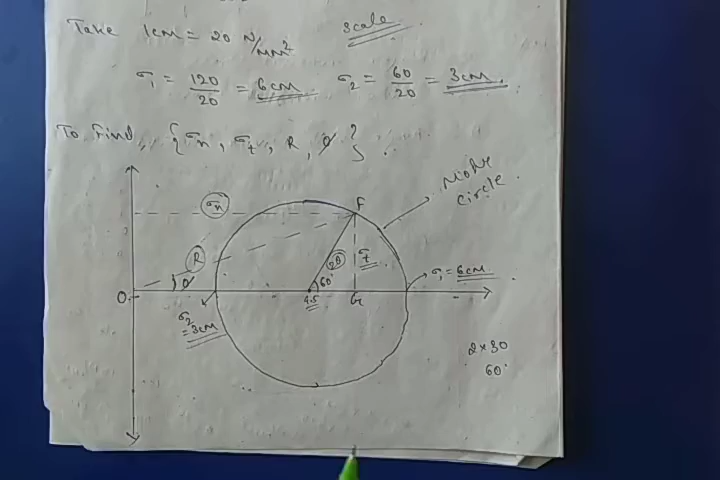 Take 1cm = 20 N/mm² Scale
σ₁ = 120/20 = 6cm σ₂ = 60/20 = 3cm.
To Find, {σn, σt, R, φ}.
Mohr circle.
σn
F
R
2θ
σt
σ₁ = 6cm
φ
60°
O
4.5
G
σ₂ = 3cm
2×30
60°